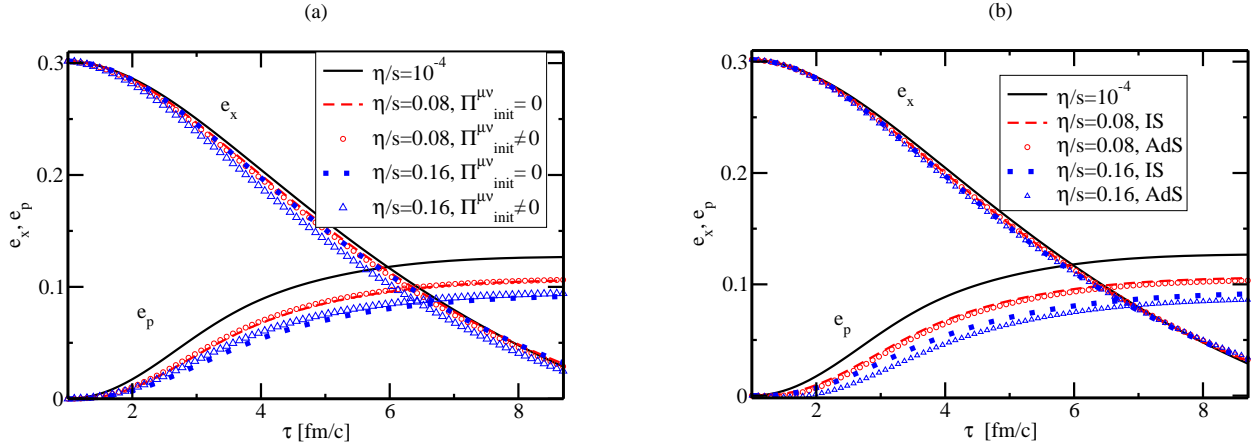 (a)
0.3
0.2
0.1
0
e_x, e_p
e_x
e_p
η/s=10^-4
η/s=0.08, Π^μν_init= 0
η/s=0.08, Π^μν_init≠0
η/s=0.16, Π^μν_init=0
η/s=0.16, Π^μν_init≠0
2 4 6 8
τ [fm/c]
(b)
0.3
0.2
0.1
0
e_x, e_p
e_x
e_p
η/s=10^-4
η/s=0.08, IS
η/s=0.08, AdS
η/s=0.16, IS
η/s=0.16, AdS
2 4 6 8
τ [fm/c]